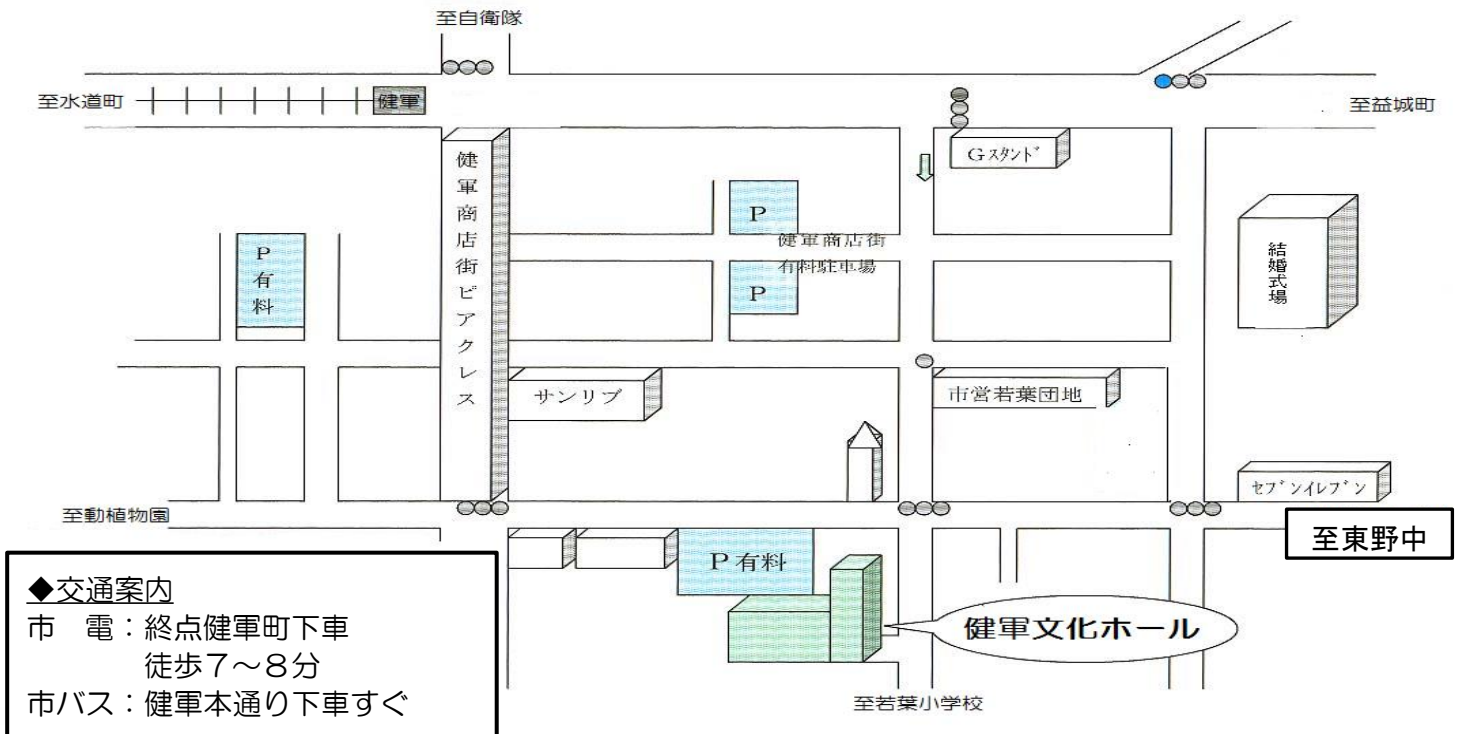 至自衛隊
至水道町
健軍
至益城町
Gスタンド
健軍商店街ピアクレス
P
健軍商店街
有料駐車場
P
P
有料
結婚式場
サンリブ
市営若葉団地
セブンイレブン
至動植物園
至東野中
P有料
健軍文化ホール
至若葉小学校
◆交通案内
市　電：終点健軍町下車
徒歩7～8分
市バス：健軍本通り下車すぐ